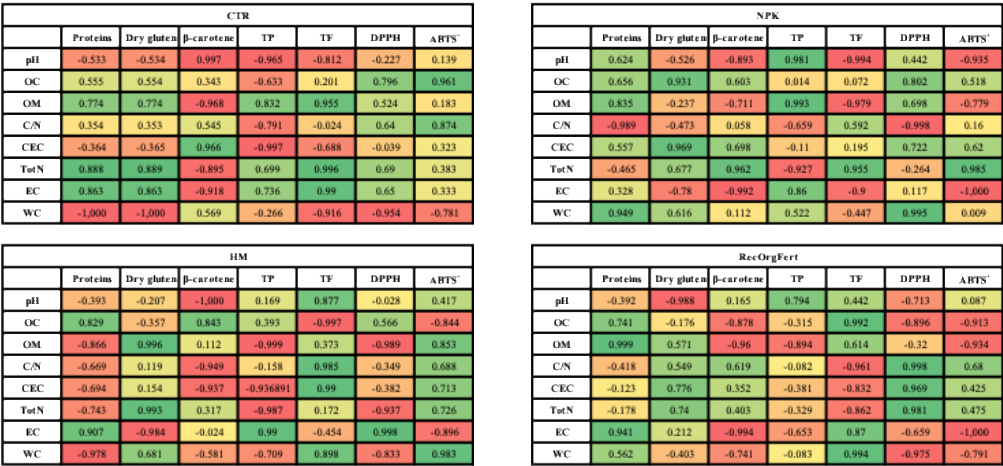 CTR
Proteins Dry gluten β-carotene TP TF DPPH ABTS⁺
pH -0.533 -0.534 0.997 -0.965 -0.812 -0.227 0.139
OC 0.555 0.554 0.343 -0.633 0.201 0.796 0.961
OM 0.774 0.774 -0.968 0.832 0.955 0.524 0.183
C/N 0.354 0.353 0.545 -0.791 -0.024 0.64 0.874
CEC -0.364 -0.365 0.966 -0.997 -0.688 -0.039 0.323
TotN 0.888 0.889 -0.895 0.699 0.996 0.69 0.383
EC 0.863 0.863 -0.918 0.736 0.99 0.65 0.333
WC -1,000 -1,000 0.569 -0.266 -0.916 -0.954 -0.781
NPK
Proteins Dry gluten β-carotene TP TF DPPH ABTS⁺
pH 0.624 -0.526 -0.893 0.981 -0.994 0.442 -0.935
OC 0.656 0.931 0.603 0.014 0.072 0.802 0.518
OM 0.835 -0.237 -0.711 0.993 -0.979 0.698 -0.779
C/N -0.989 -0.473 0.058 -0.659 0.592 -0.998 0.16
CEC 0.557 0.969 0.698 -0.11 0.195 0.722 0.62
TotN -0.465 0.677 0.962 -0.927 0.955 -0.264 0.985
EC 0.328 -0.78 -0.992 0.86 -0.9 0.117 -1,000
WC 0.949 0.616 0.112 0.522 -0.447 0.995 0.009
HM
Proteins Dry gluten β-carotene TP TF DPPH ABTS⁺
pH -0.393 -0.207 -1,000 0.169 0.877 -0.028 0.417
OC 0.829 -0.357 0.843 0.393 -0.997 0.566 -0.844
OM -0.866 0.996 0.112 -0.999 0.373 -0.989 0.853
C/N -0.669 0.119 -0.949 -0.158 0.985 -0.349 0.688
CEC -0.694 0.154 -0.937 -0.936891 0.99 -0.382 0.713
TotN -0.743 0.993 0.317 -0.987 0.172 -0.937 0.726
EC 0.907 -0.984 -0.024 0.99 -0.454 0.998 -0.896
WC -0.978 0.681 -0.581 -0.709 0.898 -0.833 0.983
RecOrgFert
Proteins Dry gluten β-carotene TP TF DPPH ABTS⁺
pH -0.392 -0.988 0.165 0.794 0.442 -0.713 0.087
OC 0.741 -0.176 -0.878 -0.315 0.992 -0.896 -0.913
OM 0.999 0.571 -0.96 -0.894 0.614 -0.32 -0.934
C/N -0.418 0.549 0.619 -0.082 -0.961 0.998 0.68
CEC -0.123 0.776 0.352 -0.381 -0.832 0.969 0.425
TotN -0.178 0.74 0.403 -0.329 -0.862 0.981 0.475
EC 0.941 0.212 -0.994 -0.653 0.87 -0.659 -1,000
WC 0.562 -0.403 -0.741 -0.083 0.994 -0.975 -0.791